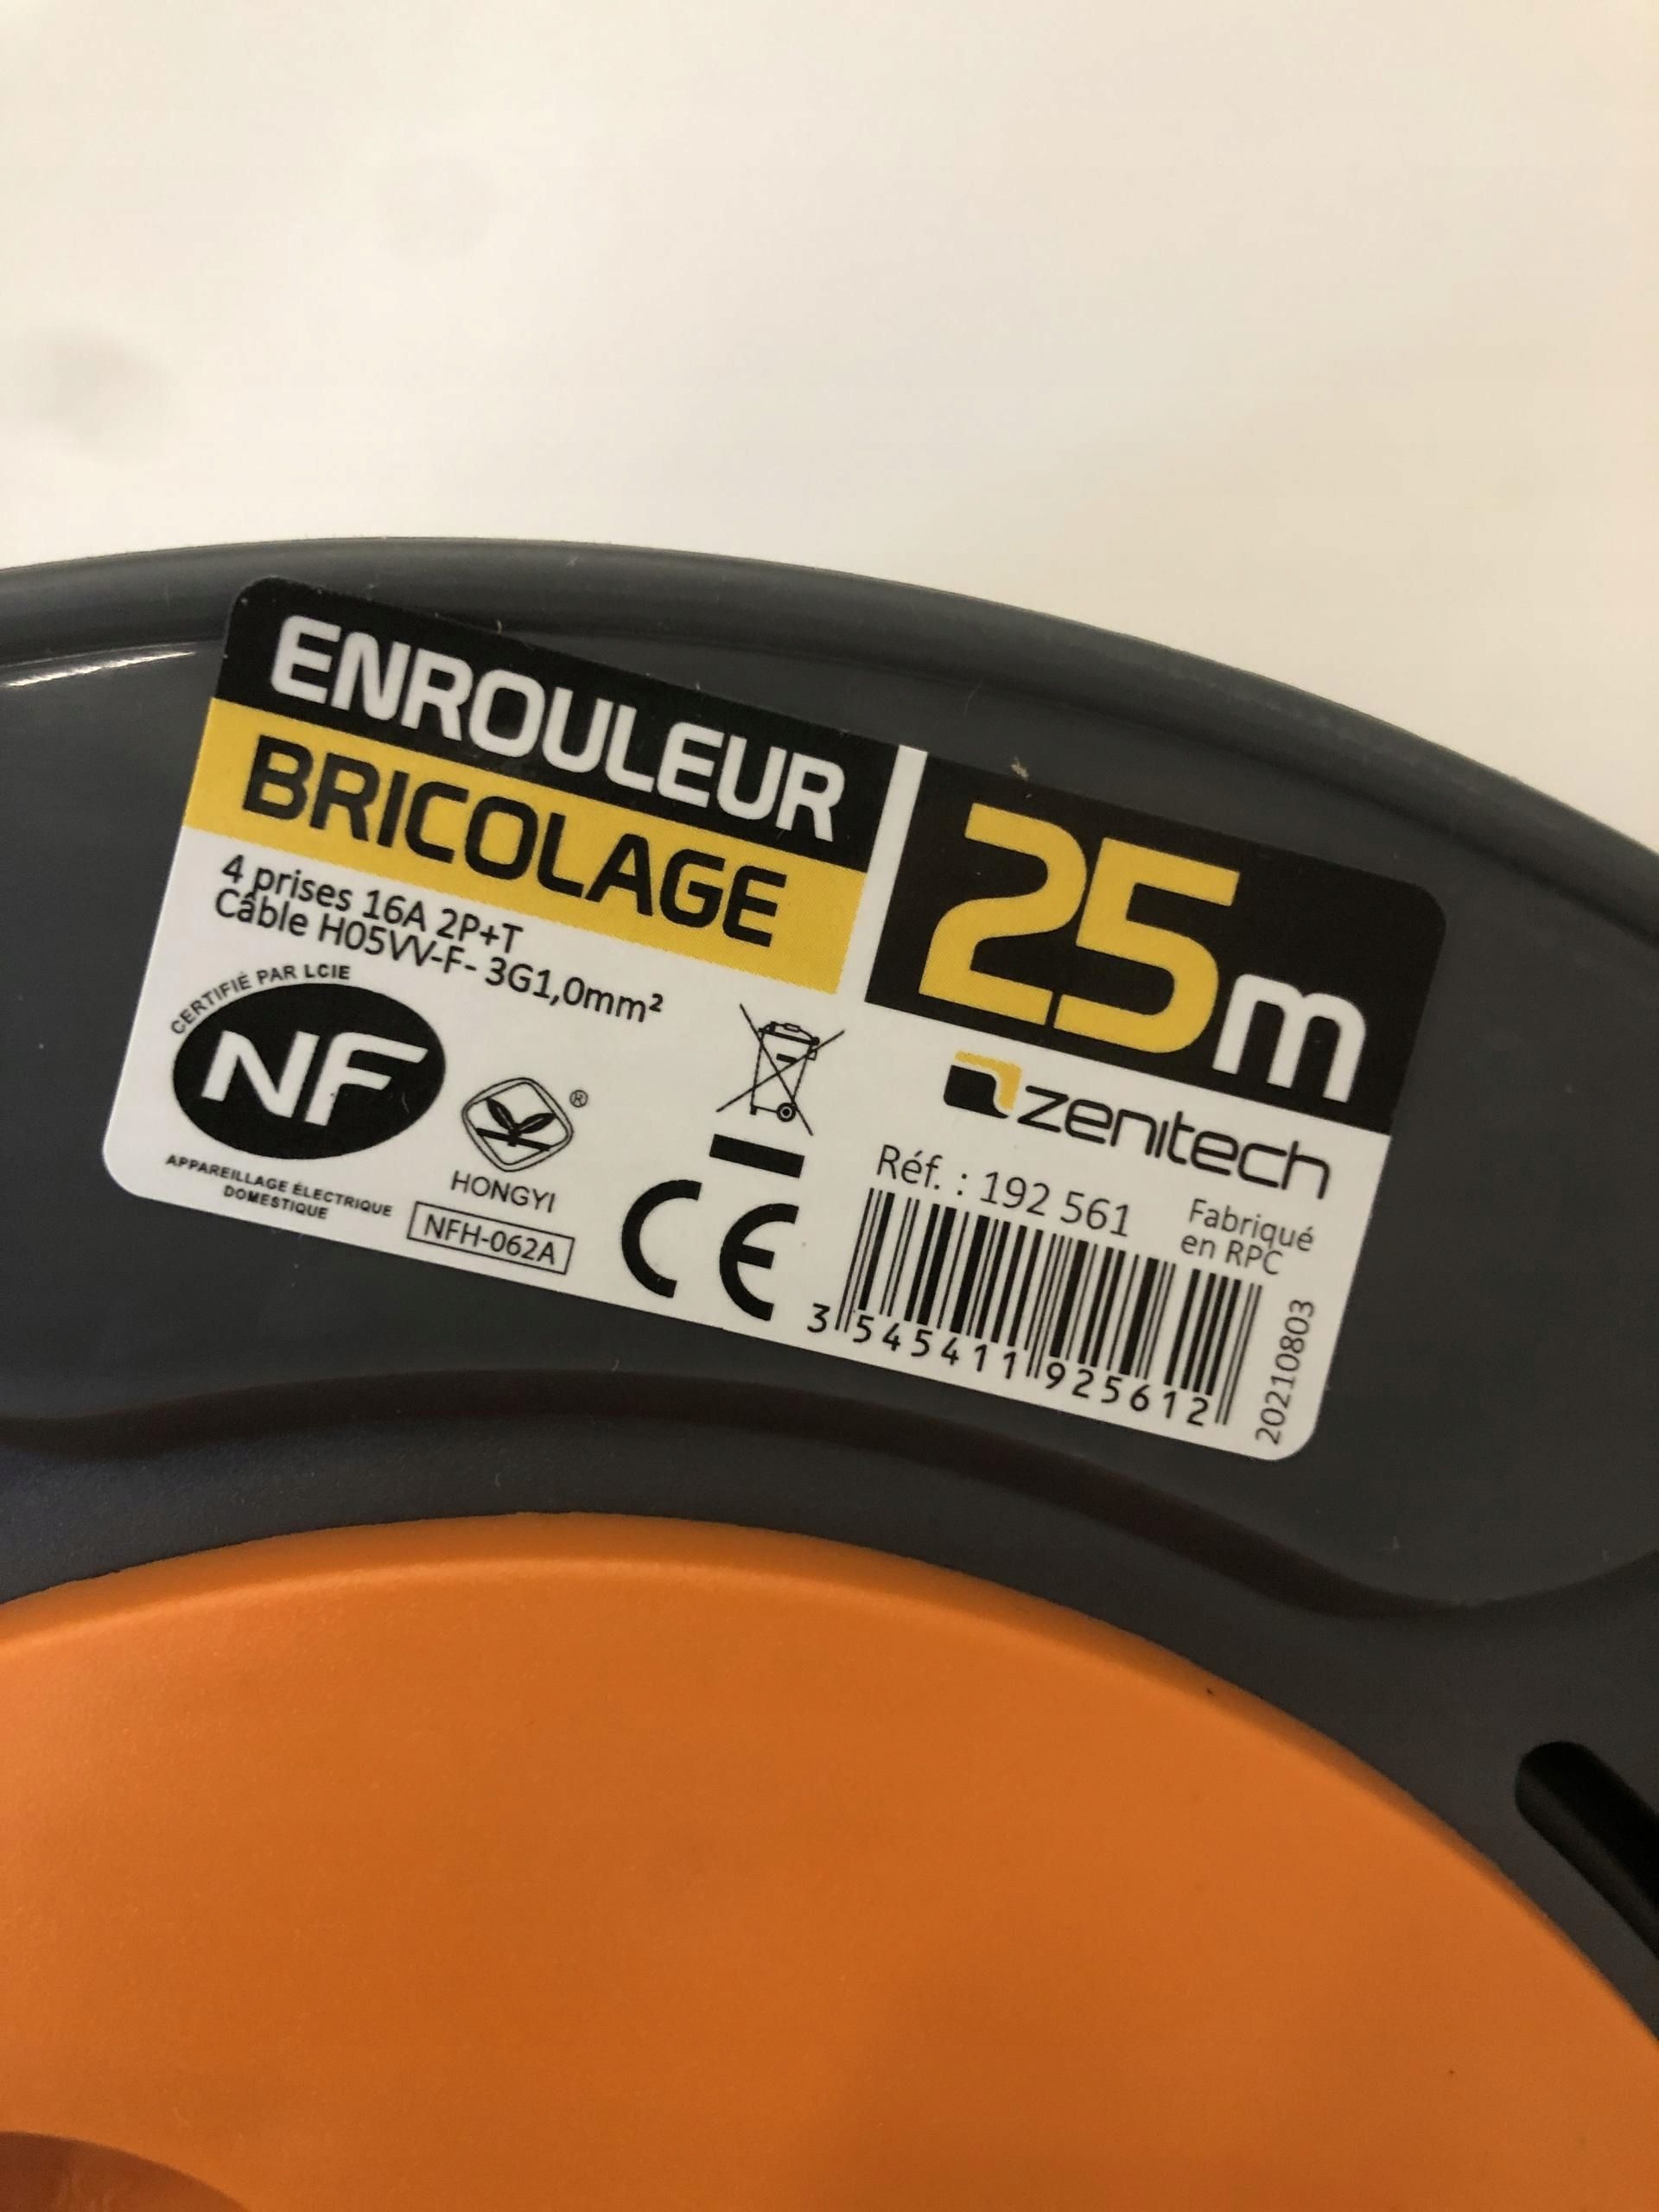 ENROULEUR
BRICOLAGE
25m
4 prises 16A 2P+T
Câble H05VV-F- 3G1,0mm²
CERTIFIÉ PAR LCIE
NF
APPAREILLAGE ÉLECTRIQUE
DOMESTIQUE
®
HONGYI
NFH-062A
CE
zenitech
Réf. : 192 561
Fabriqué
en RPC
3 545411 925612
20210803